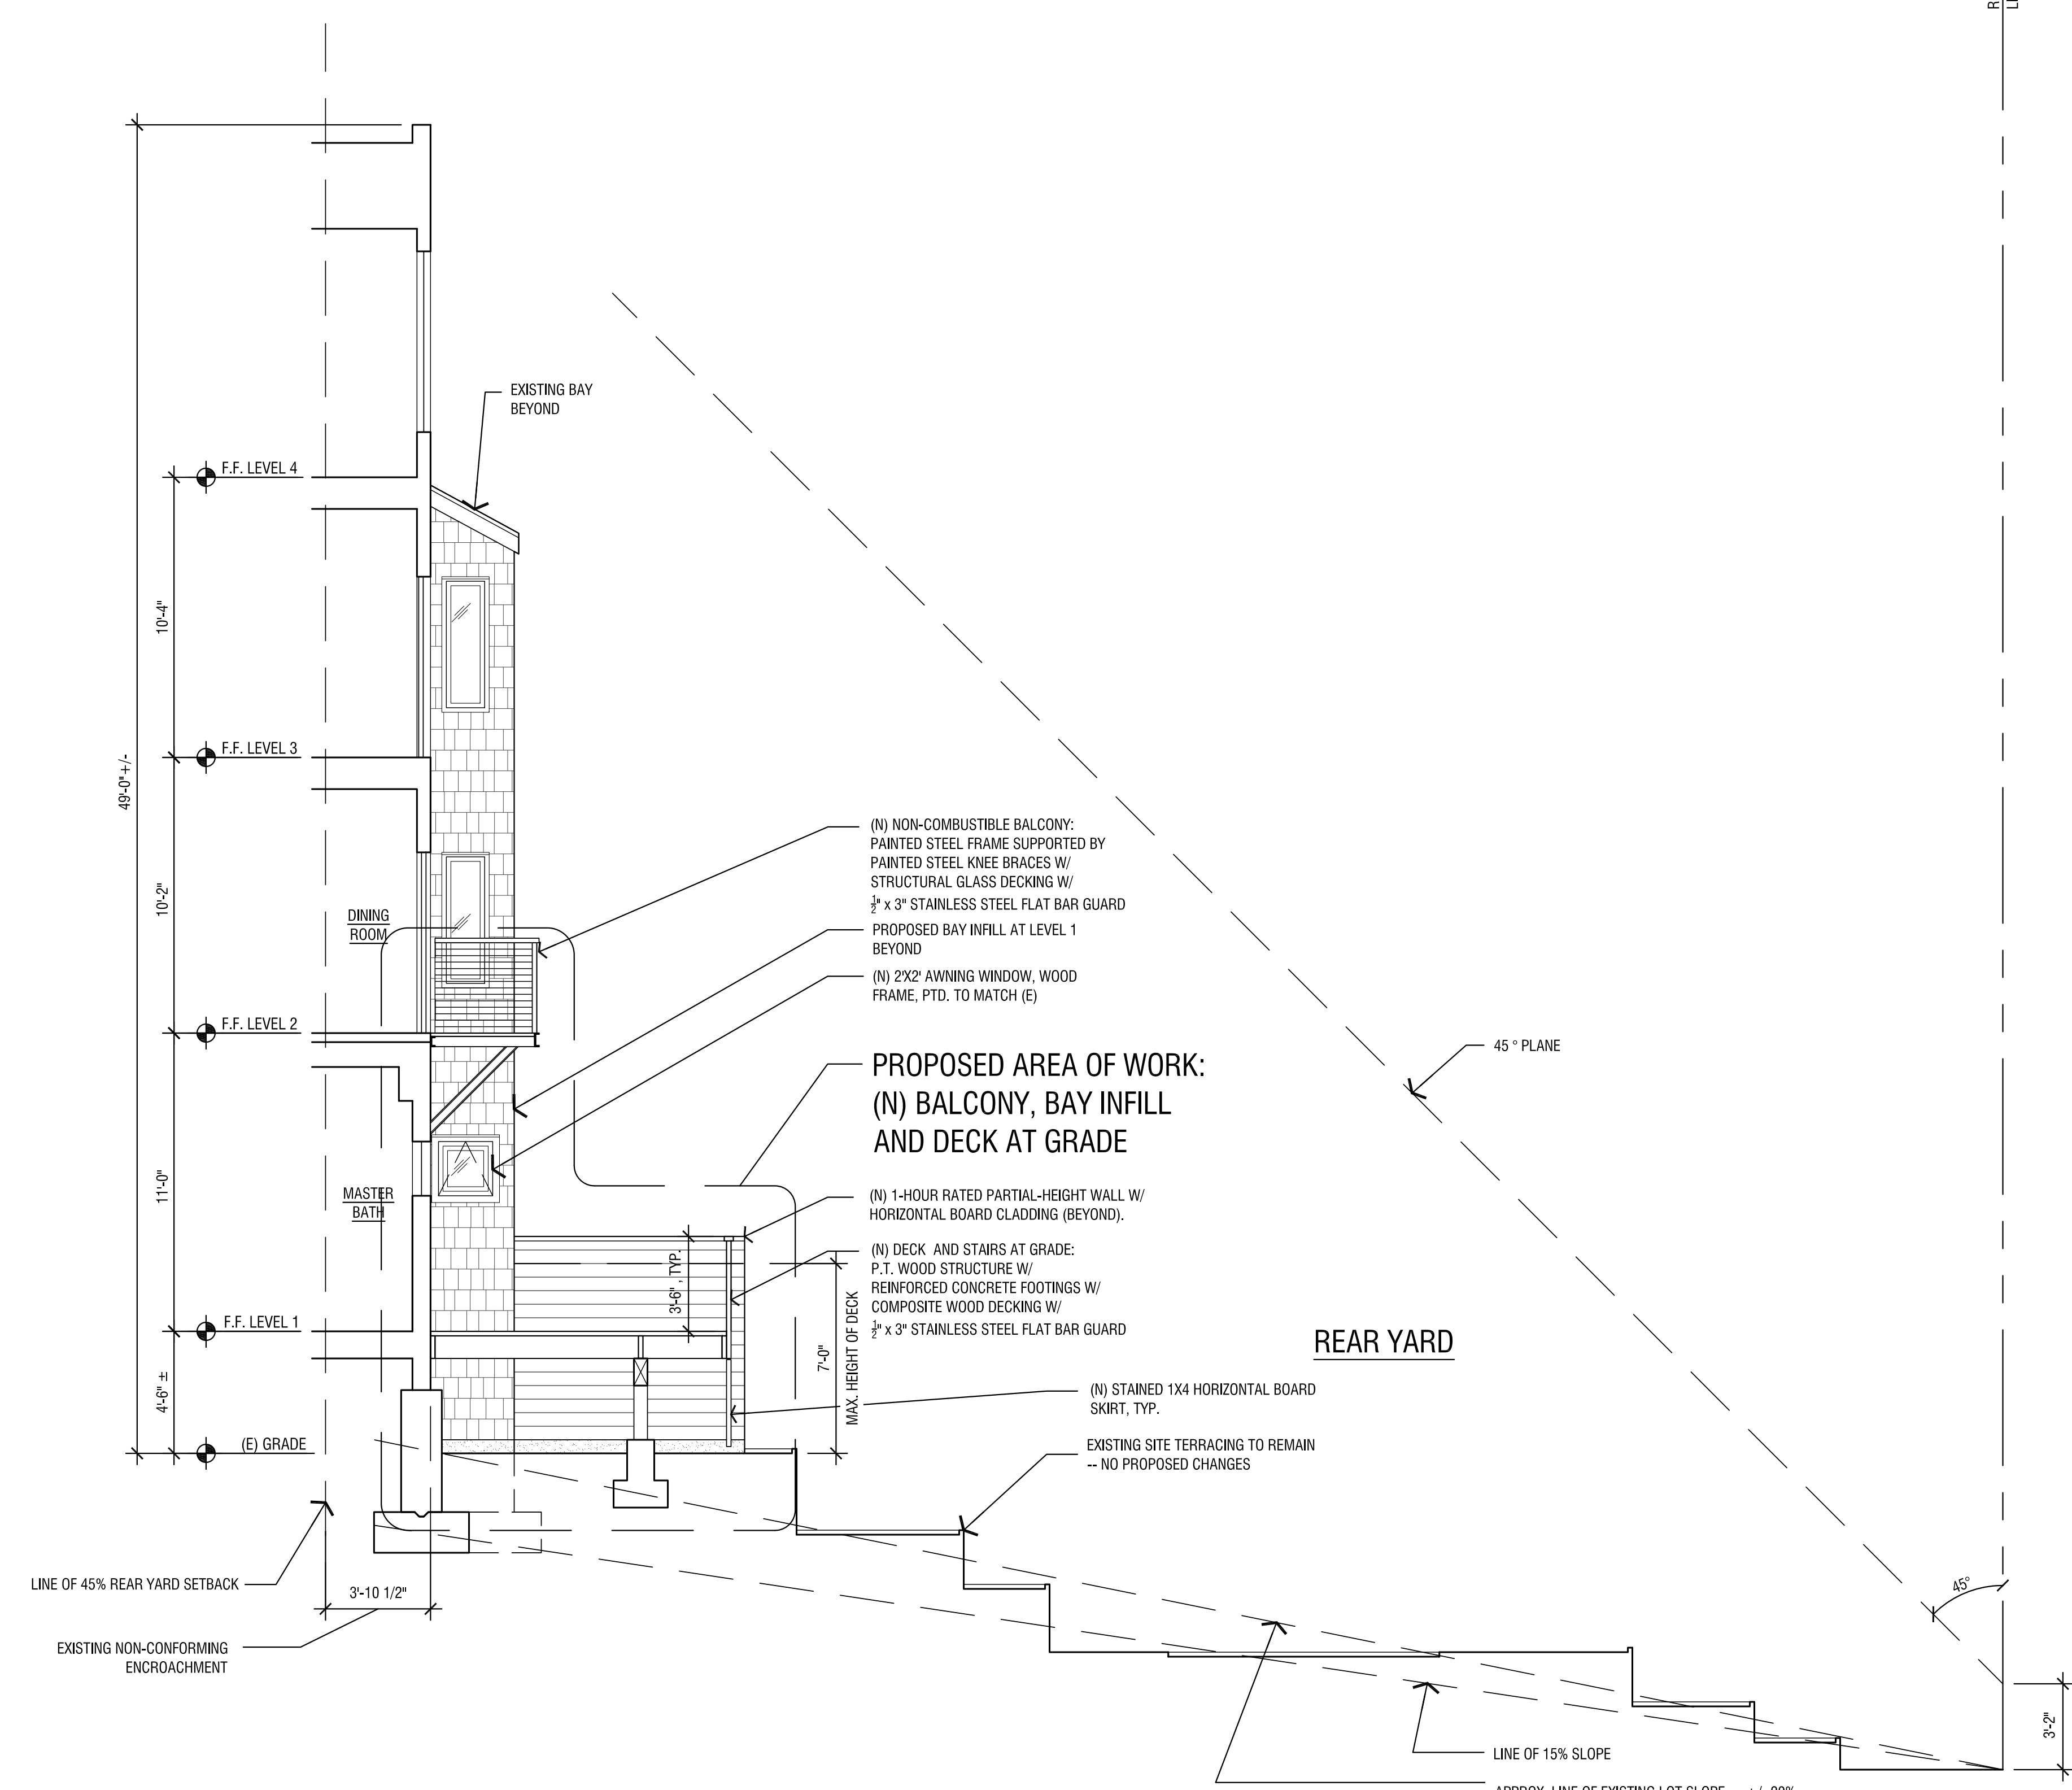 R
L
EXISTING BAY
BEYOND
F.F. LEVEL 4
10'-4"
F.F. LEVEL 3
49'-0"+/-
10'-2"
DINING
ROOM
(N) NON-COMBUSTIBLE BALCONY:
PAINTED STEEL FRAME SUPPORTED BY
PAINTED STEEL KNEE BRACES W/
STRUCTURAL GLASS DECKING W/
1/2" x 3" STAINLESS STEEL FLAT BAR GUARD
PROPOSED BAY INFILL AT LEVEL 1
BEYOND
(N) 2'X2' AWNING WINDOW, WOOD
FRAME, PTD. TO MATCH (E)
F.F. LEVEL 2
45 ° PLANE
PROPOSED AREA OF WORK:
(N) BALCONY, BAY INFILL
AND DECK AT GRADE
11'-0"
MASTER
BATH
(N) 1-HOUR RATED PARTIAL-HEIGHT WALL W/
HORIZONTAL BOARD CLADDING (BEYOND).
(N) DECK AND STAIRS AT GRADE:
P.T. WOOD STRUCTURE W/
REINFORCED CONCRETE FOOTINGS W/
COMPOSITE WOOD DECKING W/
1/2" x 3" STAINLESS STEEL FLAT BAR GUARD
3'-6", TYP.
F.F. LEVEL 1
7'-0"
MAX. HEIGHT OF DECK
REAR YARD
4'-6" ±
(N) STAINED 1X4 HORIZONTAL BOARD
SKIRT, TYP.
(E) GRADE
EXISTING SITE TERRACING TO REMAIN
-- NO PROPOSED CHANGES
LINE OF 45% REAR YARD SETBACK
3'-10 1/2"
45°
EXISTING NON-CONFORMING
ENCROACHMENT
3'-2"
LINE OF 15% SLOPE
APPROX. LINE OF EXISTING LOT SLOPE